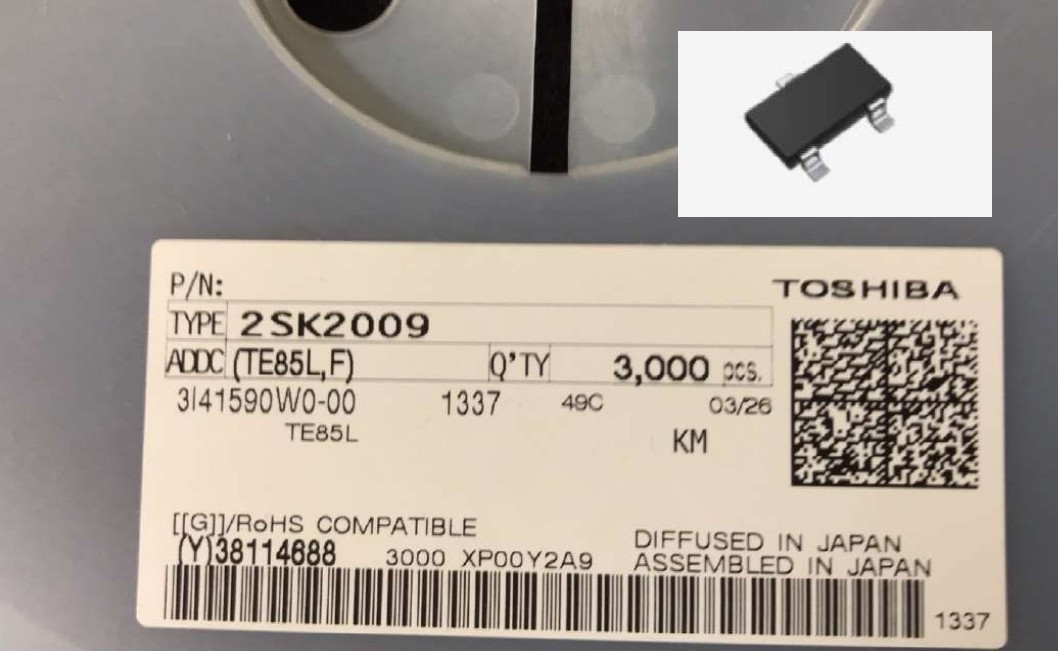 P/N:
TOSHIBA
TYPE 2SK2009
ADDC (TE85L,F) Q'TY 3,000 pcs.
3I41590W0-00 1337 49C 03/26
TE85L
KM
[[G]]/RoHS COMPATIBLE
DIFFUSED IN JAPAN
(Y)38114688 3000 XP00Y2A9 ASSEMBLED IN JAPAN
1337